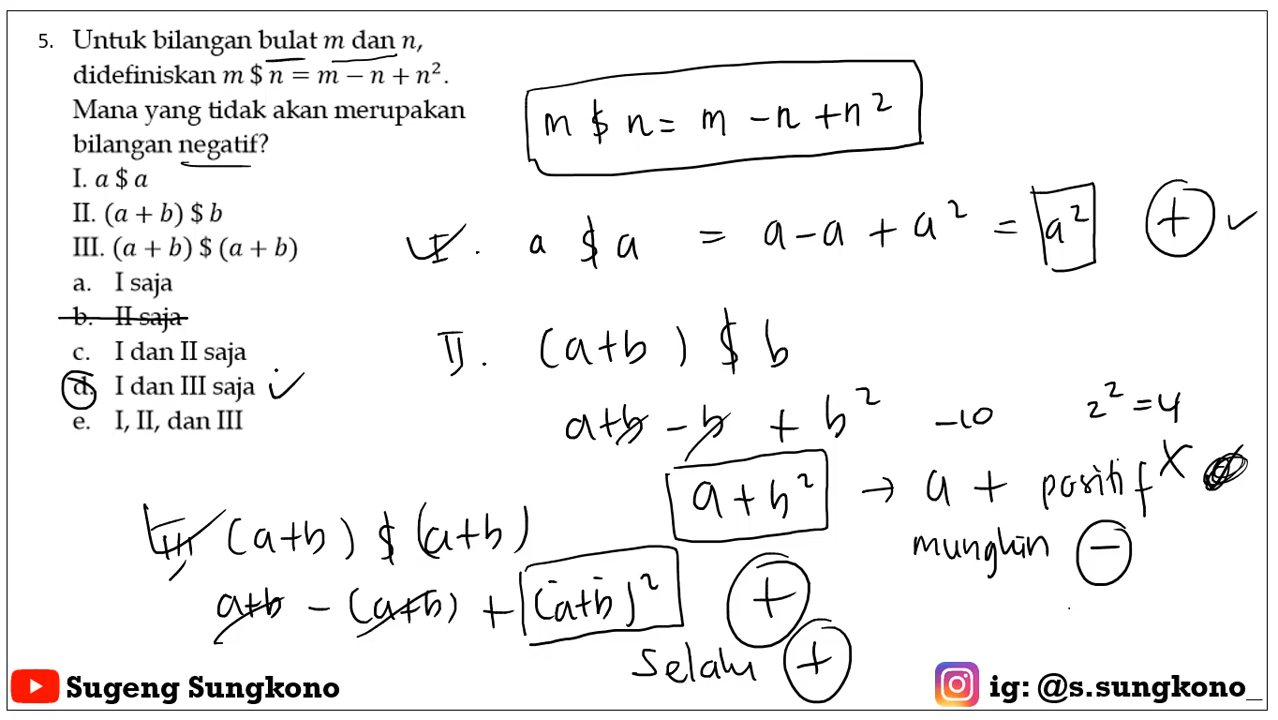 5. Untuk bilangan bulat m dan n,
didefiniskan m $ n = m − n + n².
Mana yang tidak akan merupakan
bilangan negatif?
I. a $ a
II. (a + b) $ b
III. (a + b) $ (a + b)
a. I saja
b. II saja
c. I dan II saja
d. I dan III saja ✓
e. I, II, dan III
m $ n = m − n + n²
I. a $ a = a − a + a² = a² + ✓
II. (a+b) $ b
a+b − b + b² −10 2² = 4
a + b² → a + positif x
mungkin −
III (a+b) $ (a+b)
a+b − (a+b) + (a+b)² +
Selalu +
Sugeng Sungkono
ig: @s.sungkono_